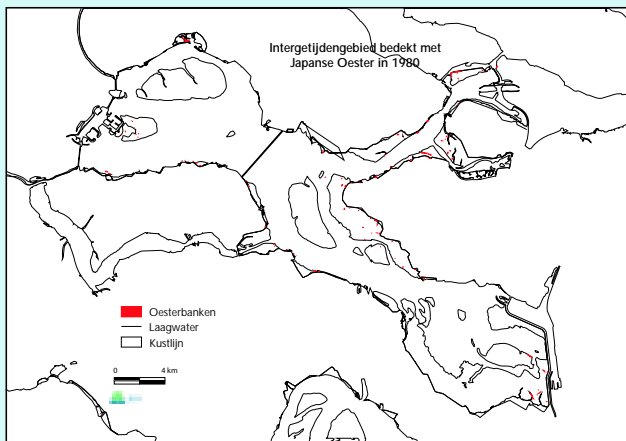 Intergetijdengebied bedekt met
Japanse Oester in 1980
Oesterbanken
Laagwater
Kustlijn
0 4 km